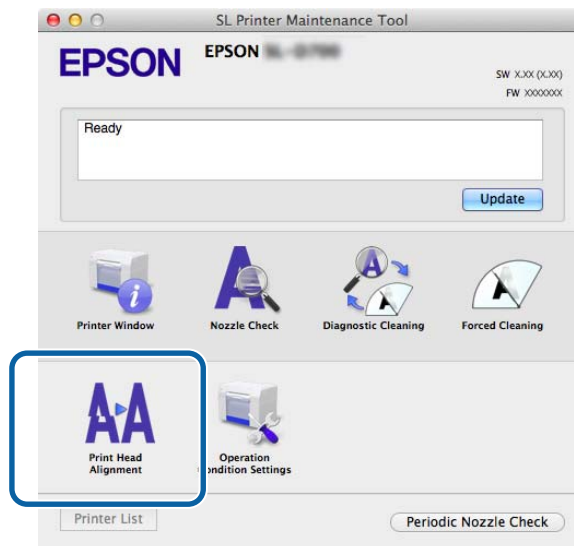 SL Printer Maintenance Tool
EPSON
EPSON
SW X.XX (X.XX)
FW XXXXXXX
Ready
Update
Printer Window
Nozzle Check
Diagnostic Cleaning
Forced Cleaning
Print Head
Alignment
Operation
ondition Settings
Printer List
Periodic Nozzle Check